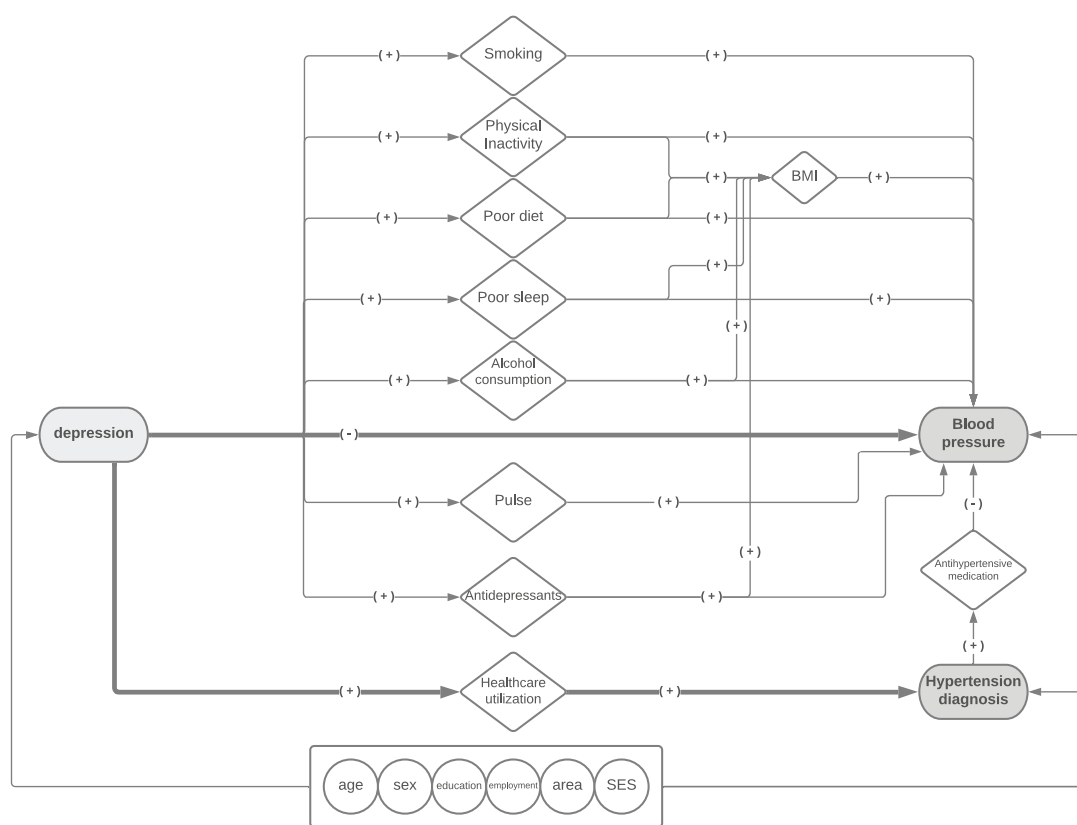 ( + )
Smoking
( + )
( + )
Physical
Inactivity
( + )
( + )
BMI
( + )
( + )
Poor diet
( + )
( + )
( + )
Poor sleep
( + )
( + )
( + )
Alcohol
consumption
( + )
depression
( - )
Blood
pressure
( + )
Pulse
( + )
( - )
( + )
Antihypertensive
medication
( + )
Antidepressants
( + )
( + )
( + )
Healthcare
utilization
( + )
Hypertension
diagnosis
age
sex
education
employment
area
SES